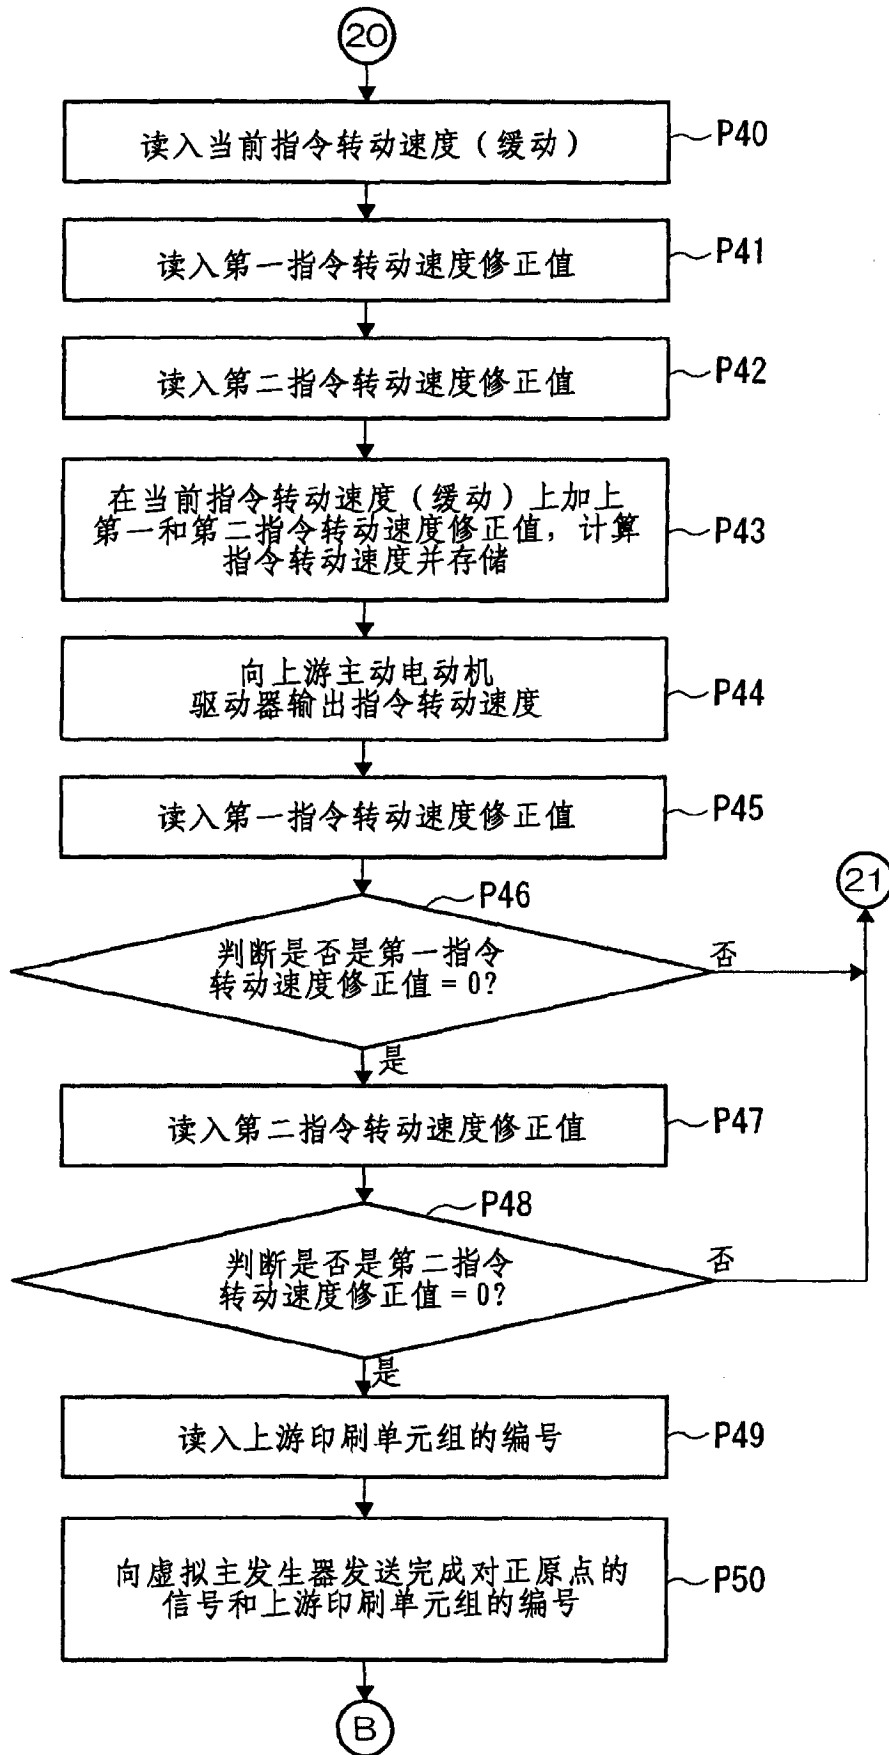 20
读入当前指令转动速度（缓动）
P40
读入第一指令转动速度修正值
P41
读入第二指令转动速度修正值
P42
在当前指令转动速度（缓动）上加上
第一和第二指令转动速度修正值，计算
指令转动速度并存储
P43
向上游主动电动机
驱动器输出指令转动速度
P44
读入第一指令转动速度修正值
P45
21
P46
判断是否是第一指令
转动速度修正值=0?
否
是
读入第二指令转动速度修正值
P47
P48
判断是否是第二指令
转动速度修正值=0?
否
是
读入上游印刷单元组的编号
P49
向虚拟主发生器发送完成对正原点的
信号和上游印刷单元组的编号
P50
B